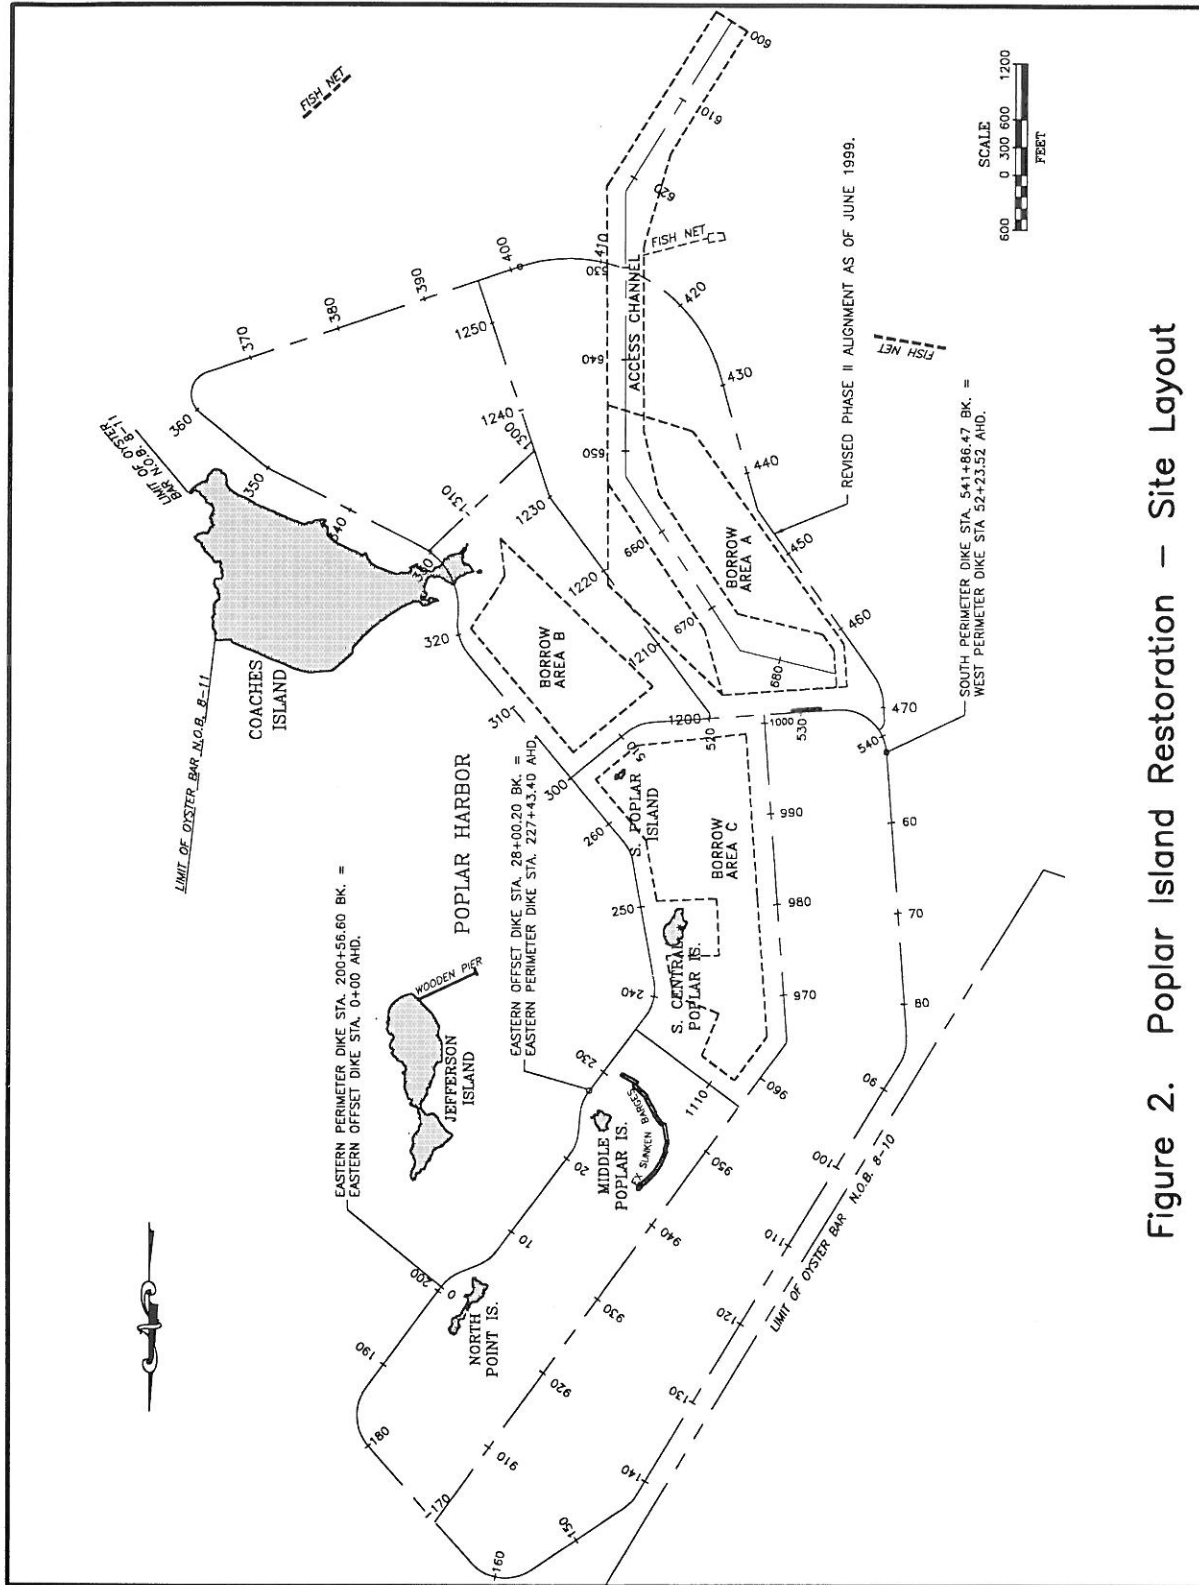 FISH NET
600
610
620
SCALE
600 0 300 600 1200
FEET
LIMIT OF OYSTER
BAR N.O.B. 8-11
360
370
380
390
400
410
530
420
430
440
450
460
470
FISH NET
FISH NET
REVISED PHASE II ALIGNMENT AS OF JUNE 1999.
ACCESS CHANNEL
640
650
660
670
680
1250
1240
1300
1310
1230
1220
1210
1200
350
320
310
300
COACHES
ISLAND
LIMIT OF OYSTER BAR N.O.B. 8-11
BORROW
AREA A
BORROW
AREA B
BORROW
AREA C
SOUTH PERIMETER DIKE STA. 541+86.47 BK. =
WEST PERIMETER DIKE STA 52+23.52 AHD.
510
520
1000
530
540
990
980
970
960
60
70
80
90
100
110
120
130
140
150
160
170
180
190
200
0
10
20
230
240
250
260
POPLAR HARBOR
S. POPLAR
ISLAND
S. CENTRAL
POPLAR IS.
EASTERN OFFSET DIKE STA. 28+00.20 BK. =
EASTERN PERIMETER DIKE STA. 227+43.40 AHD.
EASTERN PERIMETER DIKE STA. 200+56.60 BK. =
EASTERN OFFSET DIKE STA. 0+00 AHD.
WOODEN PIER
JEFFERSON
ISLAND
MIDDLE
POPLAR IS.
EX SUNKEN BARGES
1110
950
940
930
920
910
NORTH
POINT IS.
LIMIT OF OYSTER BAR N.O.B. 8-10
Figure 2. Poplar Island Restoration – Site Layout